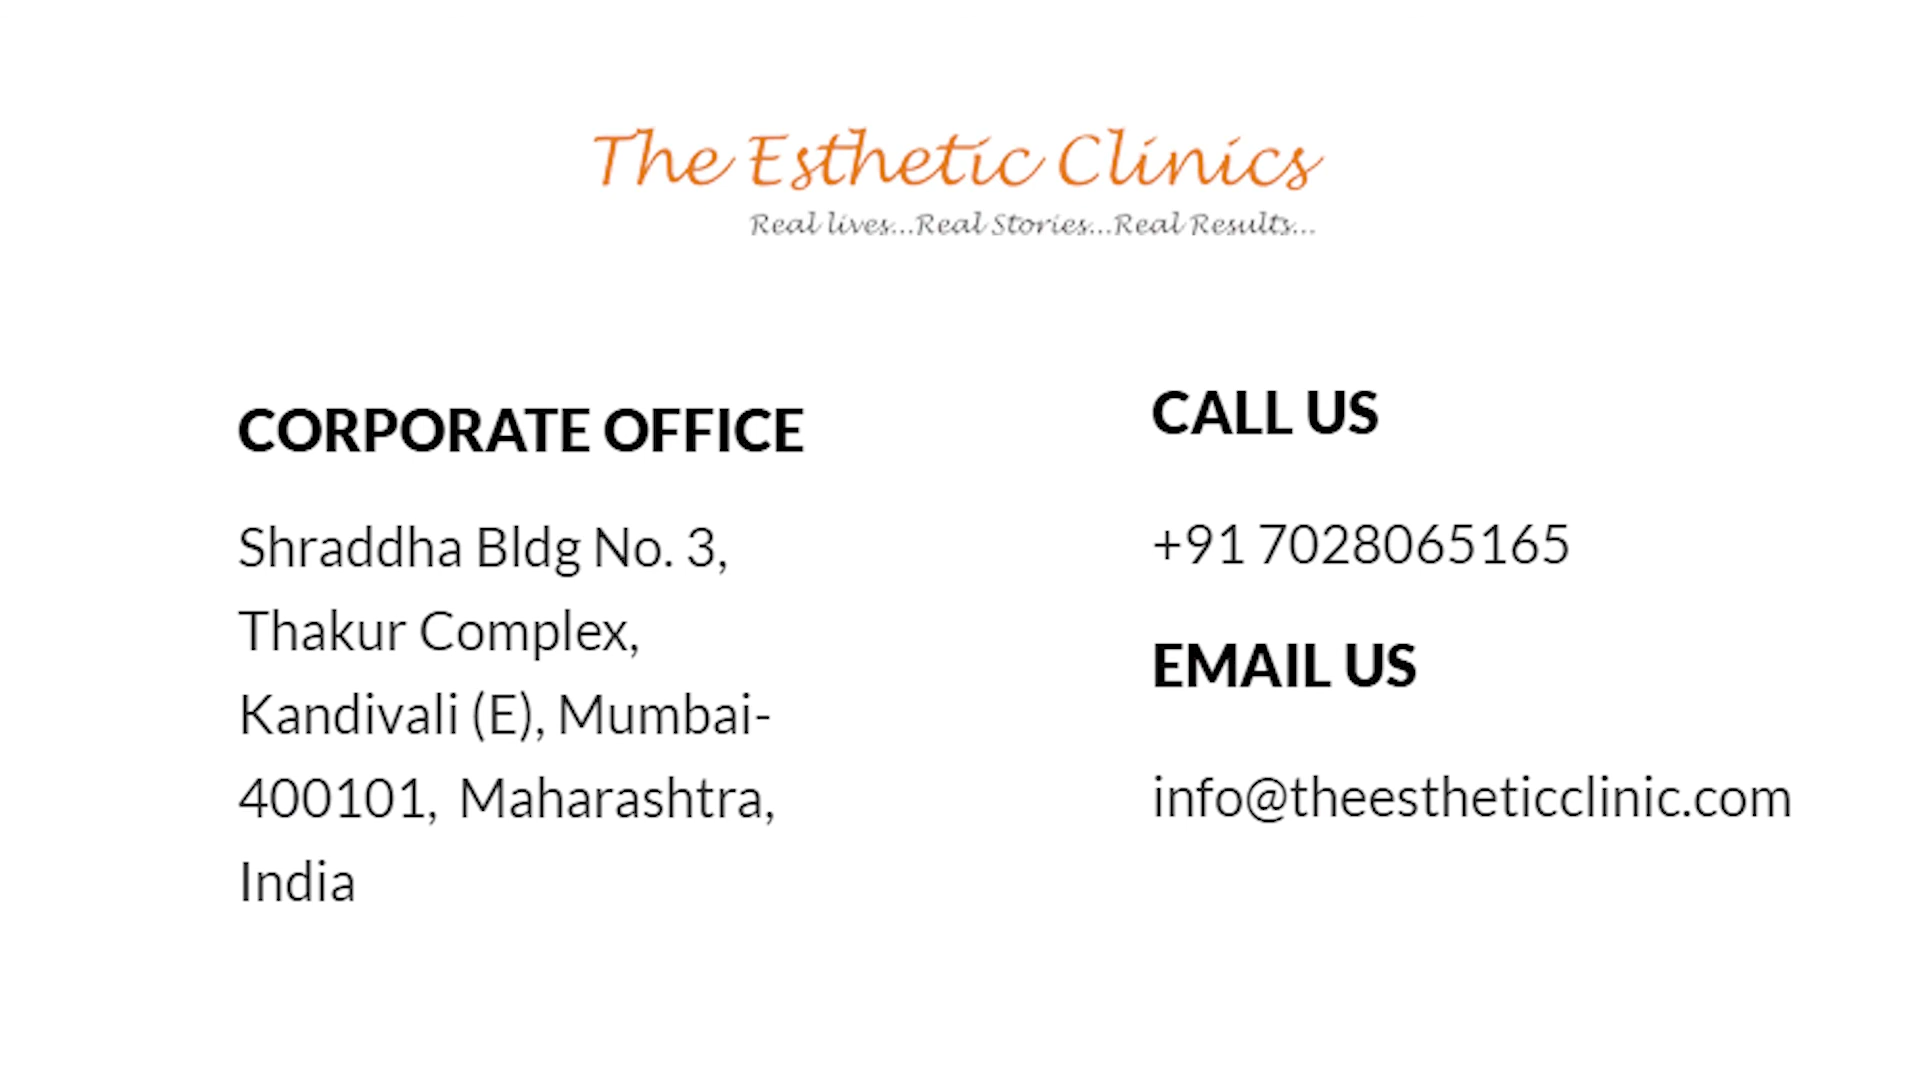 The Esthetic Clinics
Real lives...Real Stories...Real Results...
CORPORATE OFFICE
Shraddha Bldg No. 3,
Thakur Complex,
Kandivali (E), Mumbai-
400101, Maharashtra,
India
CALL US
+91 7028065165
EMAIL US
info@theestheticclinic.com